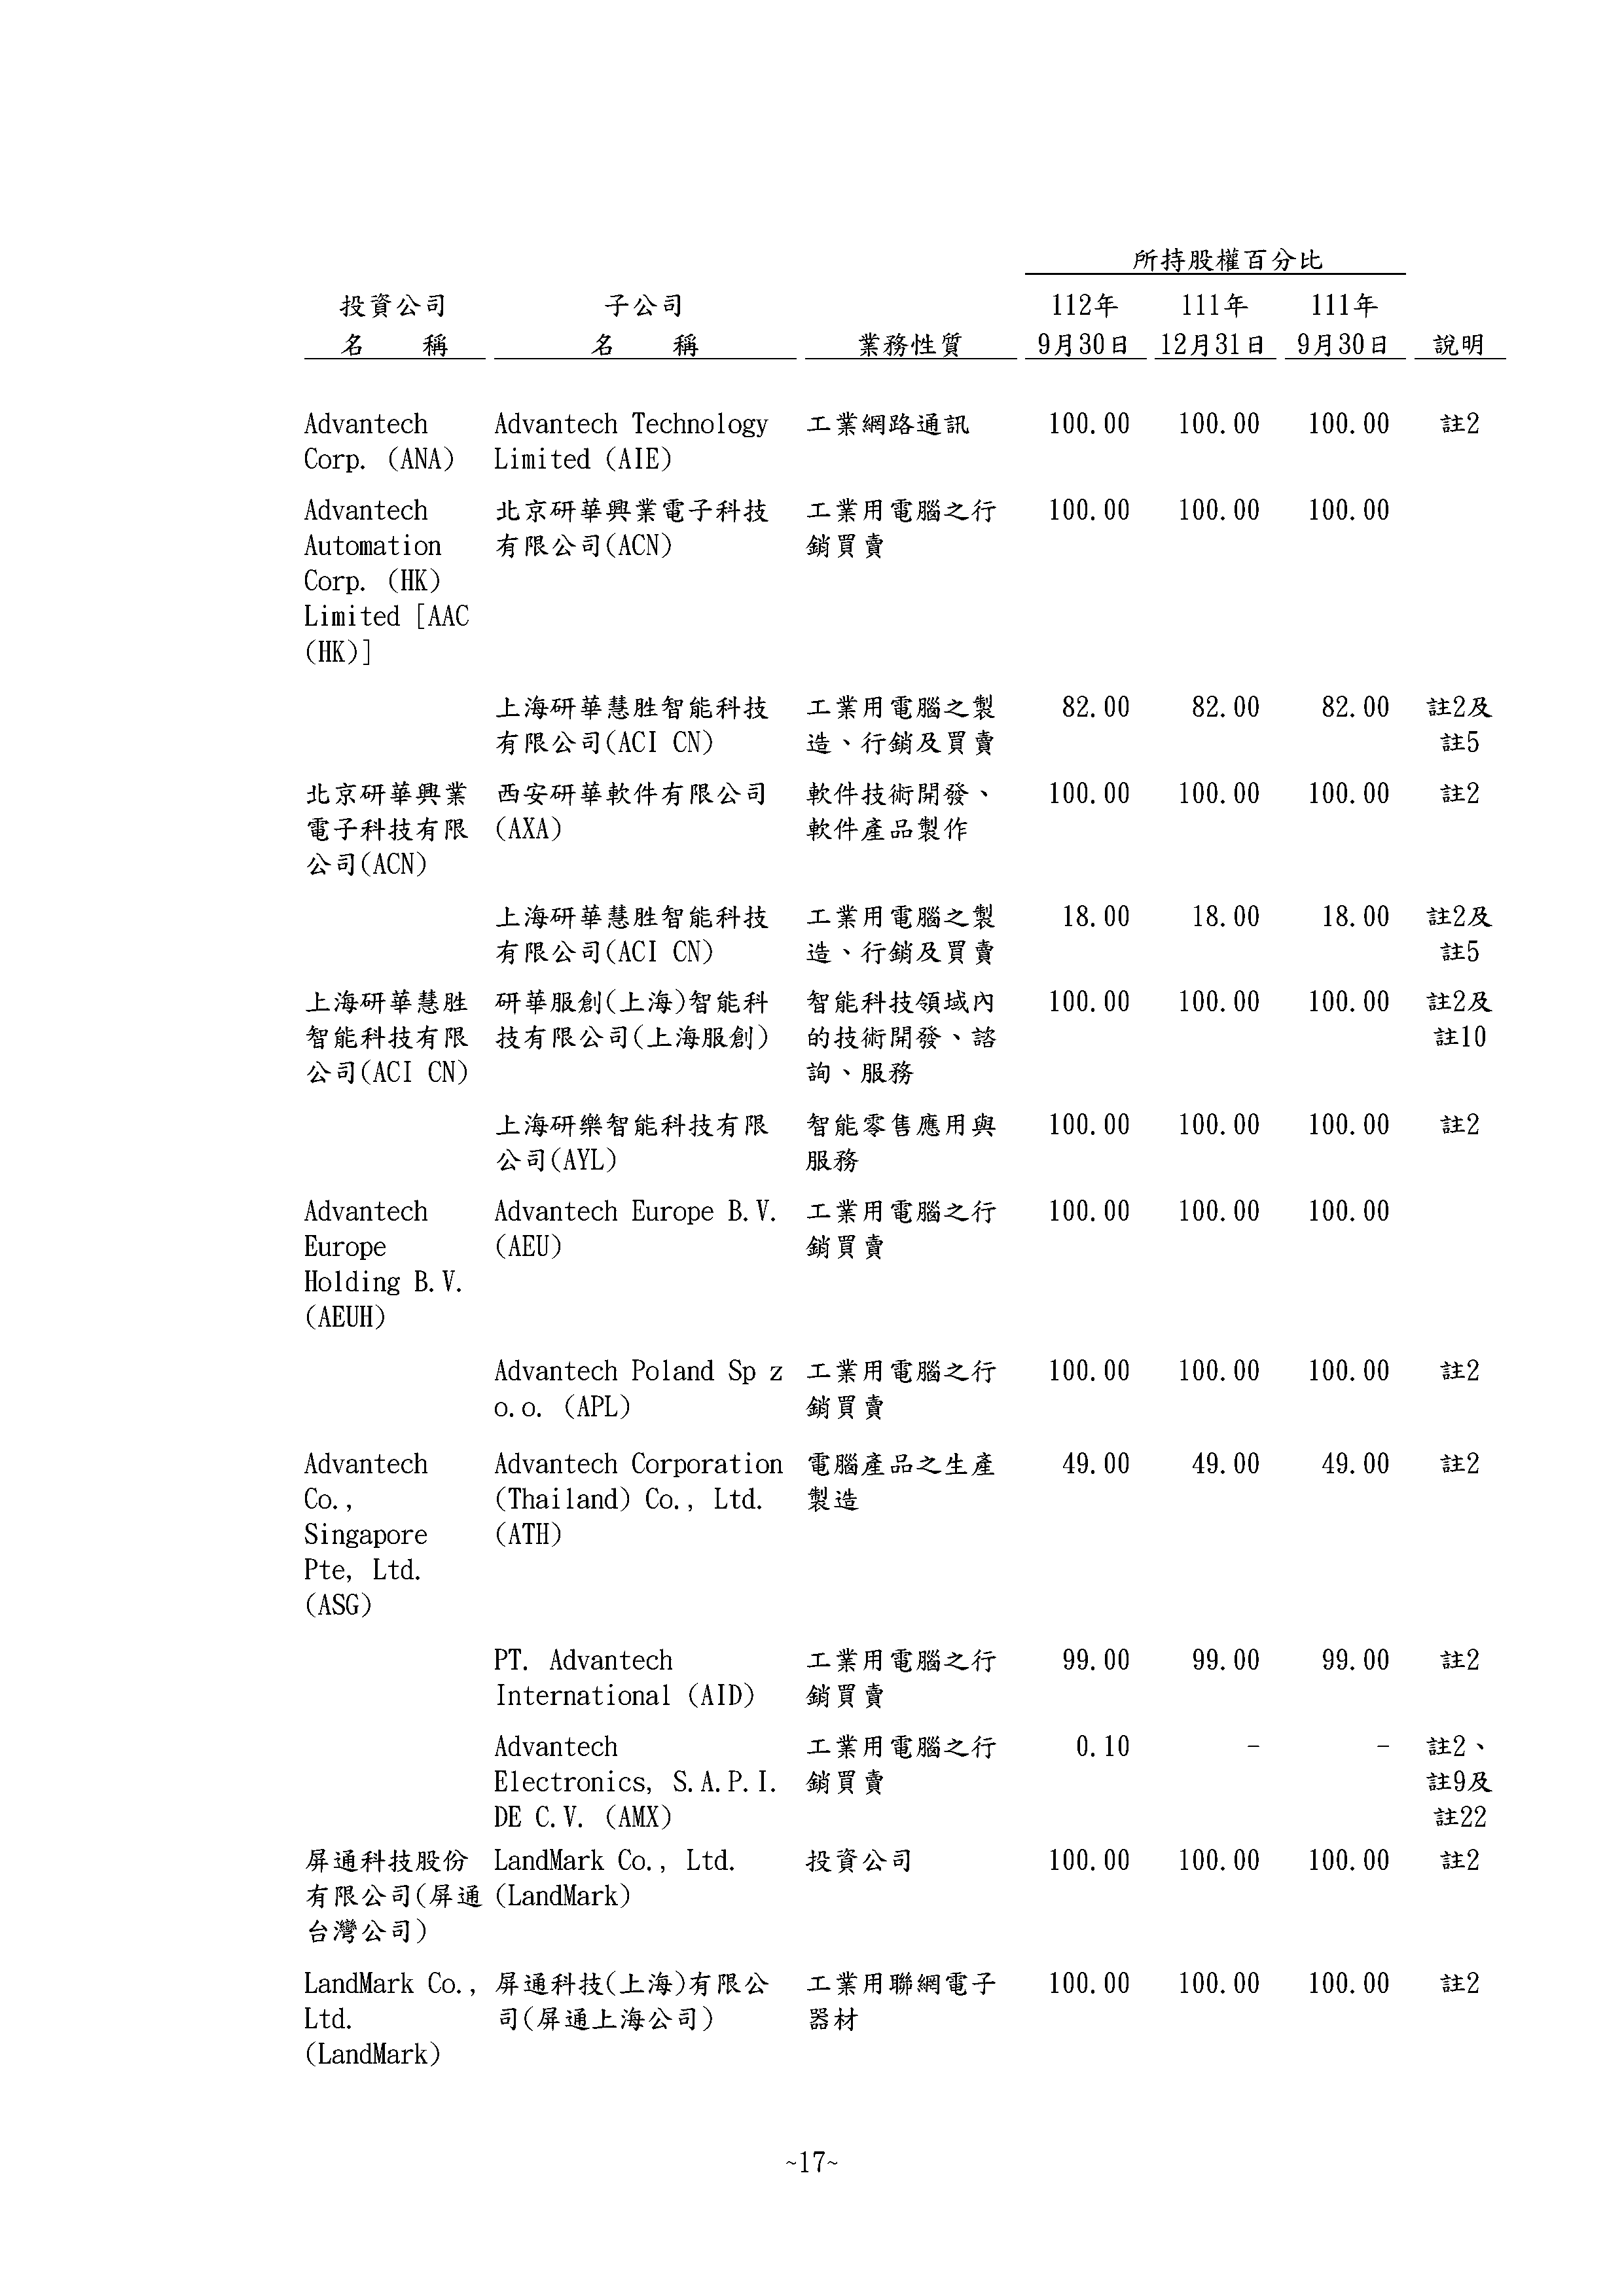 所持股權百分比
投資公司 子公司 112年 111年 111年
名 稱 名 稱 業務性質 9月30日 12月31日 9月30日 說明
Advantech Advantech Technology 工業網路通訊 100.00 100.00 100.00 註2
Corp. (ANA) Limited (AIE)
Advantech 北京研華興業電子科技 工業用電腦之行 100.00 100.00 100.00
Automation 有限公司(ACN) 銷買賣
Corp. (HK)
Limited [AAC
(HK)]
上海研華慧胜智能科技 工業用電腦之製 82.00 82.00 82.00 註2及
有限公司(ACI CN) 造、行銷及買賣 註5
北京研華興業 西安研華軟件有限公司 軟件技術開發、 100.00 100.00 100.00 註2
電子科技有限 (AXA) 軟件產品製作
公司(ACN)
上海研華慧胜智能科技 工業用電腦之製 18.00 18.00 18.00 註2及
有限公司(ACI CN) 造、行銷及買賣 註5
上海研華慧胜 研華服創(上海)智能科 智能科技領域內 100.00 100.00 100.00 註2及
智能科技有限 技有限公司(上海服創) 的技術開發、諮 註10
公司(ACI CN) 詢、服務
上海研樂智能科技有限 智能零售應用與 100.00 100.00 100.00 註2
公司(AYL) 服務
Advantech Advantech Europe B.V. 工業用電腦之行 100.00 100.00 100.00
Europe (AEU) 銷買賣
Holding B.V.
(AEUH)
Advantech Poland Sp z 工業用電腦之行 100.00 100.00 100.00 註2
o.o. (APL) 銷買賣
Advantech Advantech Corporation 電腦產品之生產 49.00 49.00 49.00 註2
Co., (Thailand) Co., Ltd. 製造
Singapore (ATH)
Pte, Ltd.
(ASG)
PT. Advantech 工業用電腦之行 99.00 99.00 99.00 註2
International (AID) 銷買賣
Advantech 工業用電腦之行 0.10 - - 註2、
Electronics, S.A.P.I. 銷買賣 註9及
DE C.V. (AMX) 註22
屏通科技股份 LandMark Co., Ltd. 投資公司 100.00 100.00 100.00 註2
有限公司(屏通 (LandMark)
台灣公司)
LandMark Co., 屏通科技(上海)有限公 工業用聯網電子 100.00 100.00 100.00 註2
Ltd. 司(屏通上海公司) 器材
(LandMark)
~17~